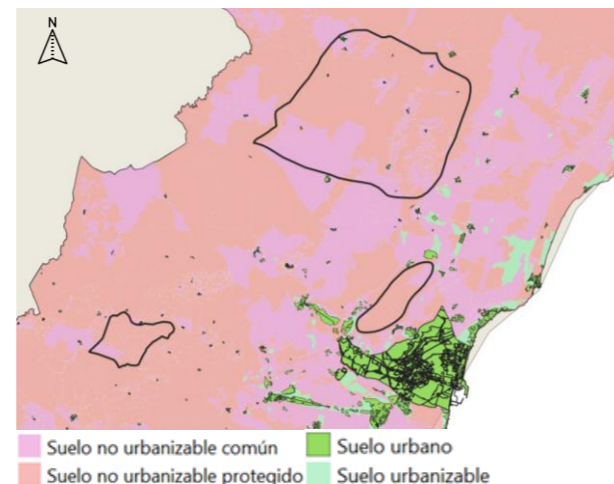 N
Suelo no urbanizable común
Suelo urbano
Suelo no urbanizable protegido
Suelo urbanizable